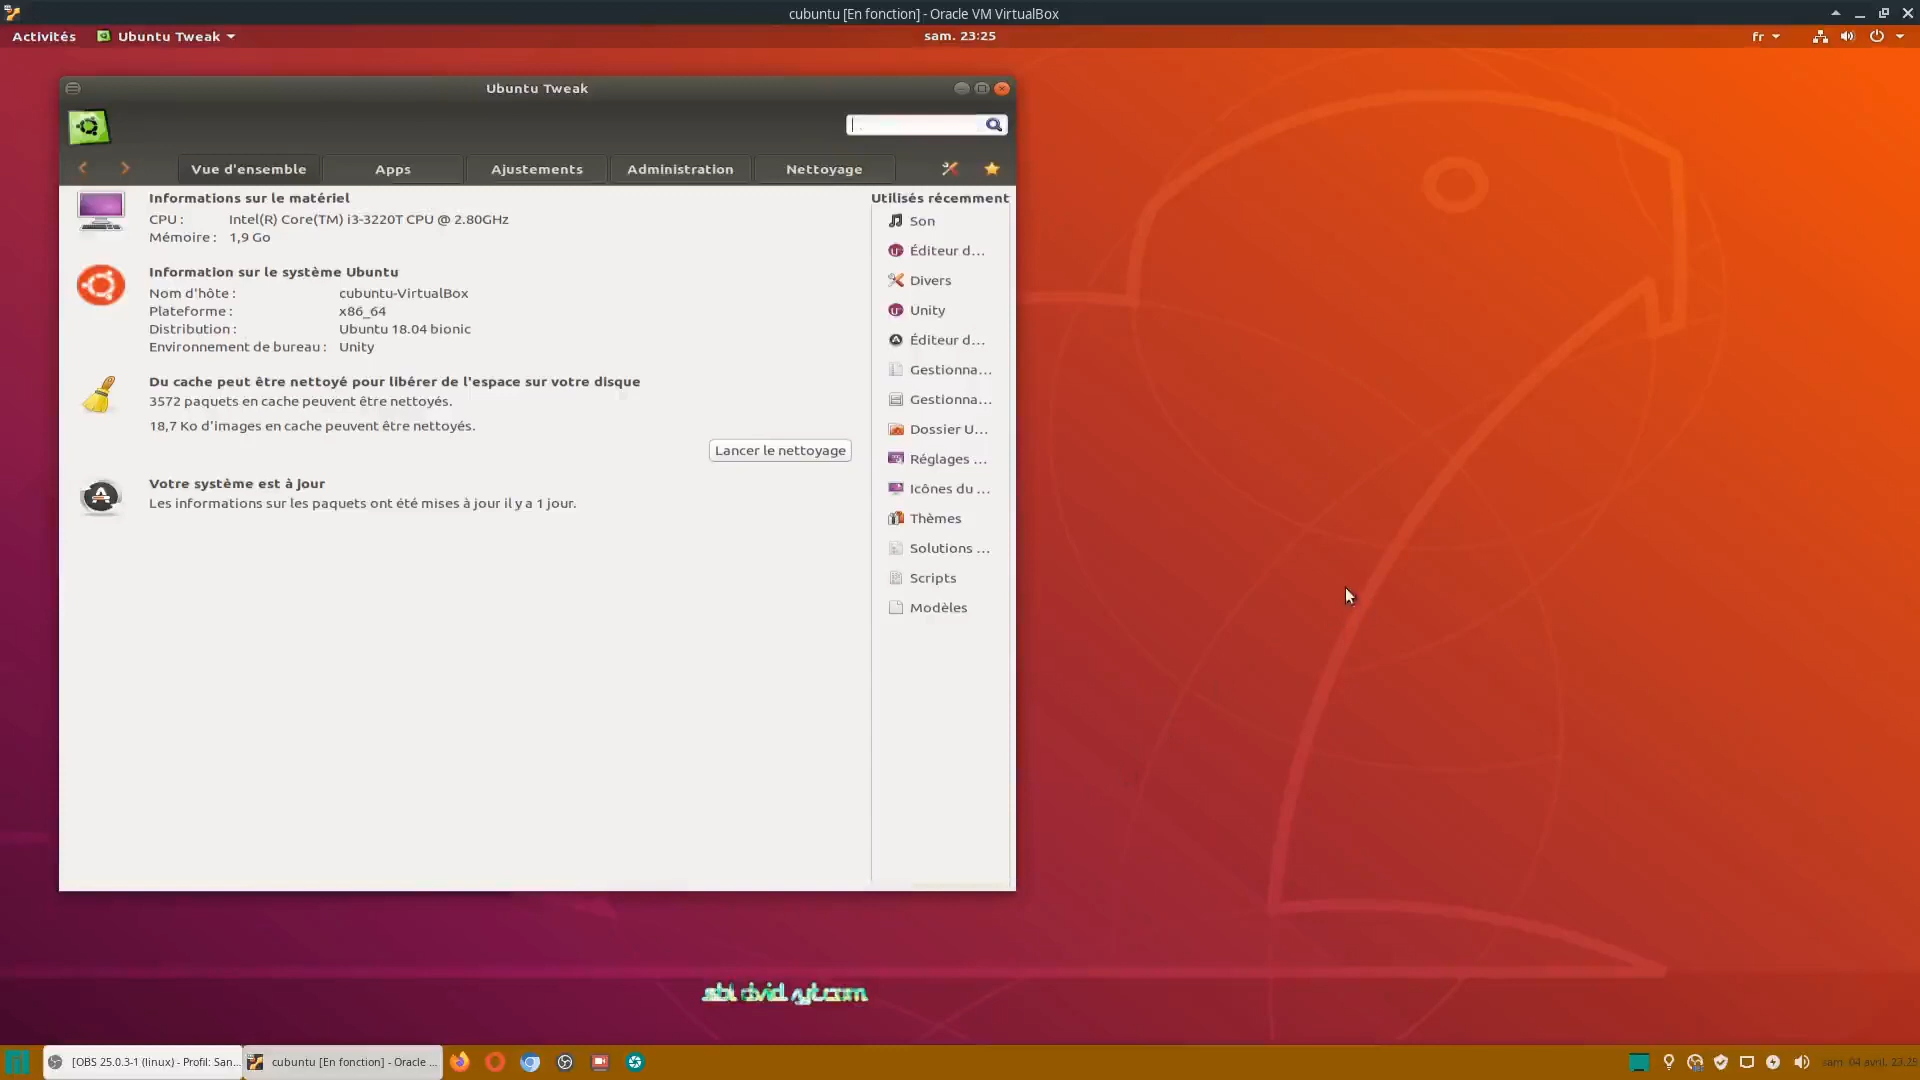 cubuntu [En fonction] - Oracle VM VirtualBox
Activités
Ubuntu Tweak
sam. 23:25
fr
Ubuntu Tweak
Vue d'ensemble
Apps
Ajustements
Administration
Nettoyage
Informations sur le matériel
CPU : Intel(R) Core(TM) i3-3220T CPU @ 2.80GHz
Mémoire : 1,9 Go
Information sur le système Ubuntu
Nom d'hôte : cubuntu-VirtualBox
Plateforme : x86_64
Distribution : Ubuntu 18.04 bionic
Environnement de bureau : Unity
Du cache peut être nettoyé pour libérer de l'espace sur votre disque
3572 paquets en cache peuvent être nettoyés.
18,7 Ko d'images en cache peuvent être nettoyés.
Lancer le nettoyage
Votre système est à jour
Les informations sur les paquets ont été mises à jour il y a 1 jour.
Utilisés récemment
Son
Éditeur d...
Divers
Unity
Éditeur d...
Gestionna...
Gestionna...
Dossier U...
Réglages ...
Icônes du ...
Thèmes
Solutions ...
Scripts
Modèles
[OBS 25.0.3-1 (linux) - Profil: San...
cubuntu [En fonction] - Oracle ...
sam. 04 avril, 23:25